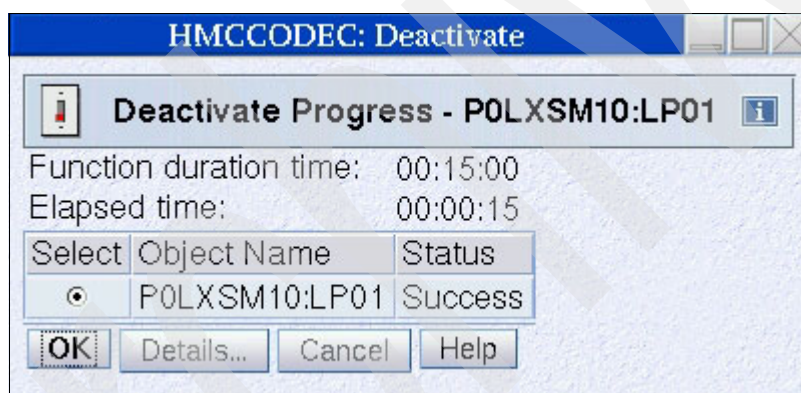 HMCCODEC: Deactivate
Deactivate Progress - P0LXSM10:LP01
Function duration time: 00:15:00
Elapsed time: 00:00:15
Select Object Name Status
P0LXSM10:LP01 Success
OK Details... Cancel Help